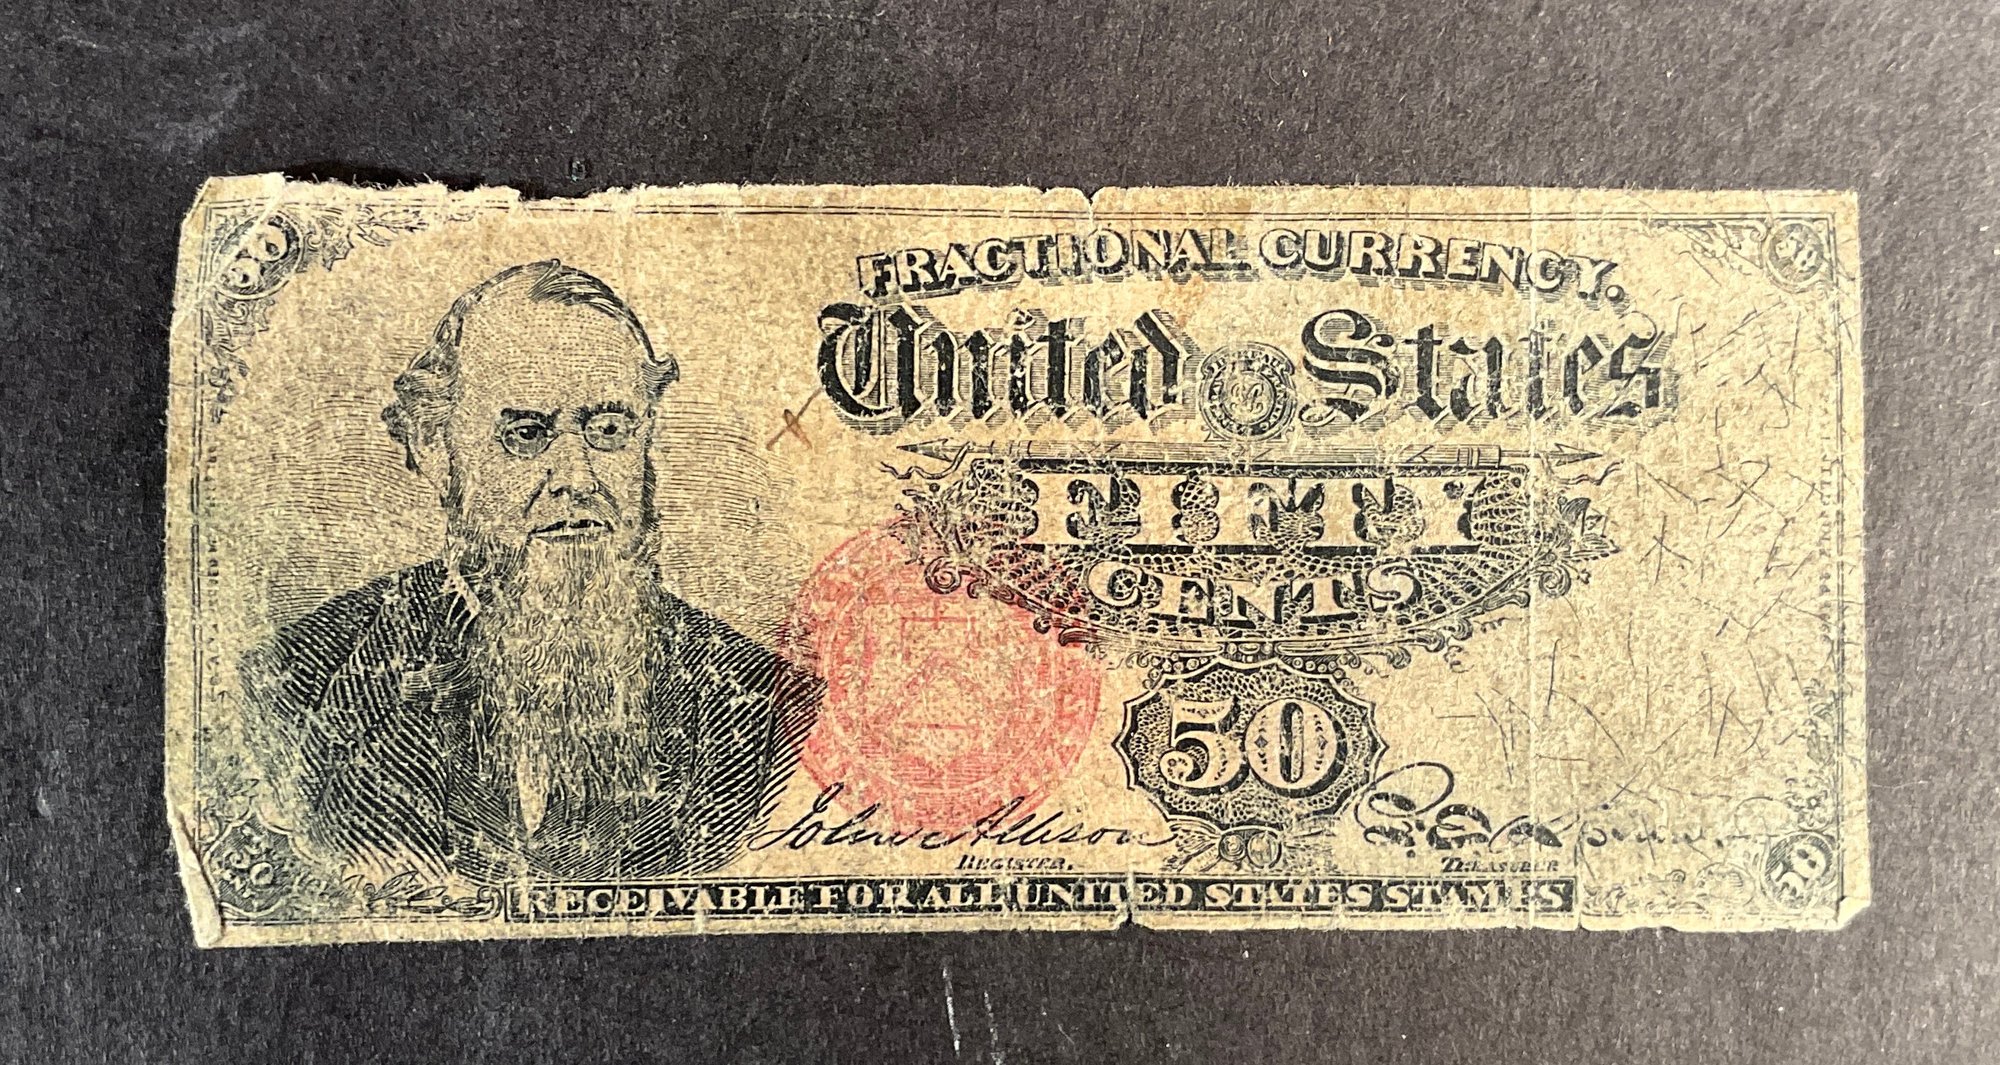 50
50
FRACTIONAL CURRENCY.
United States
FIFTY
CENTS
50
John Allison
REGISTER.
TREASURER
RECEIVABLE FOR ALL UNITED STATES STAMPS
50
50